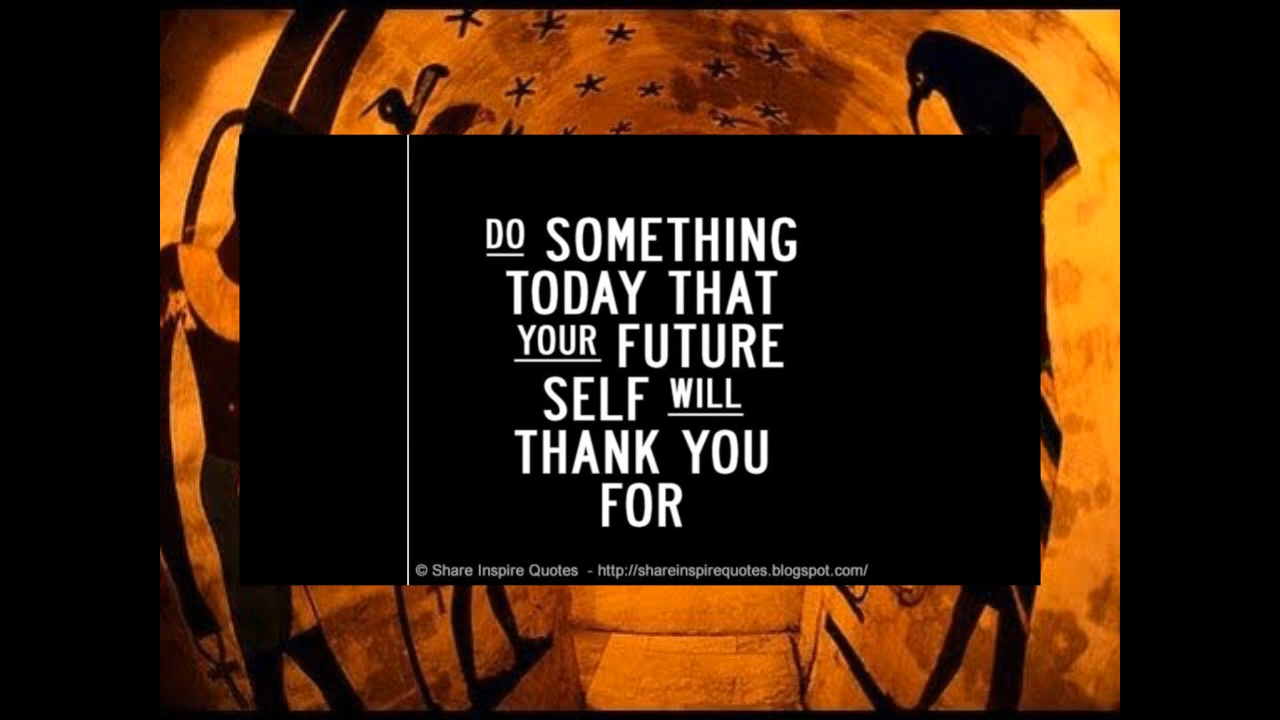 DO SOMETHING
TODAY THAT
YOUR FUTURE
SELF WILL
THANK YOU
FOR
© Share Inspire Quotes - http://shareinspirequotes.blogspot.com/